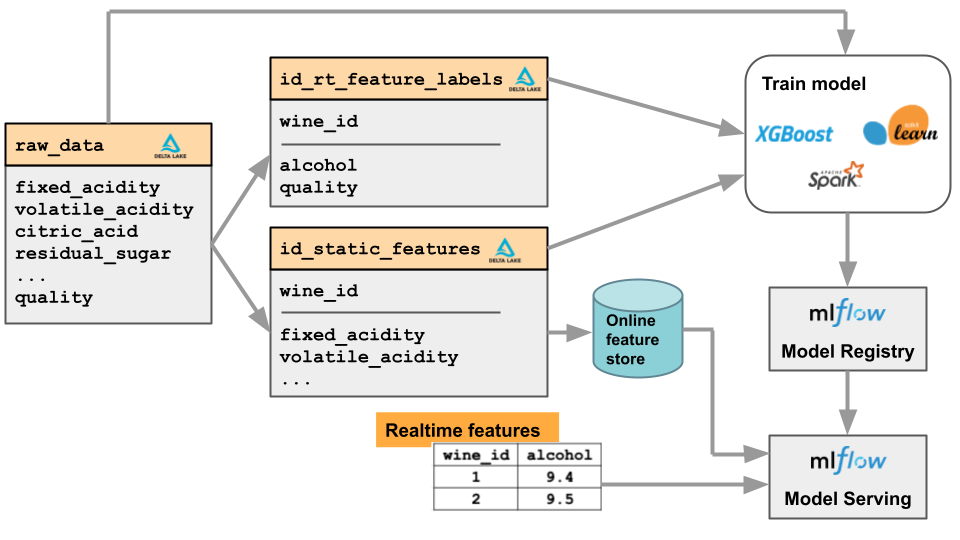 raw_data
DELTA LAKE
fixed_acidity
volatile_acidity
citric_acid
residual_sugar
...
quality
id_rt_feature_labels
DELTA LAKE
wine_id
alcohol
quality
id_static_features
DELTA LAKE
wine_id
fixed_acidity
volatile_acidity
...
Online
feature
store
Realtime features
wine_id alcohol
1 9.4
2 9.5
Train model
XGBoost
scikit
learn
APACHE
Spark
mlflow
Model Registry
mlflow
Model Serving